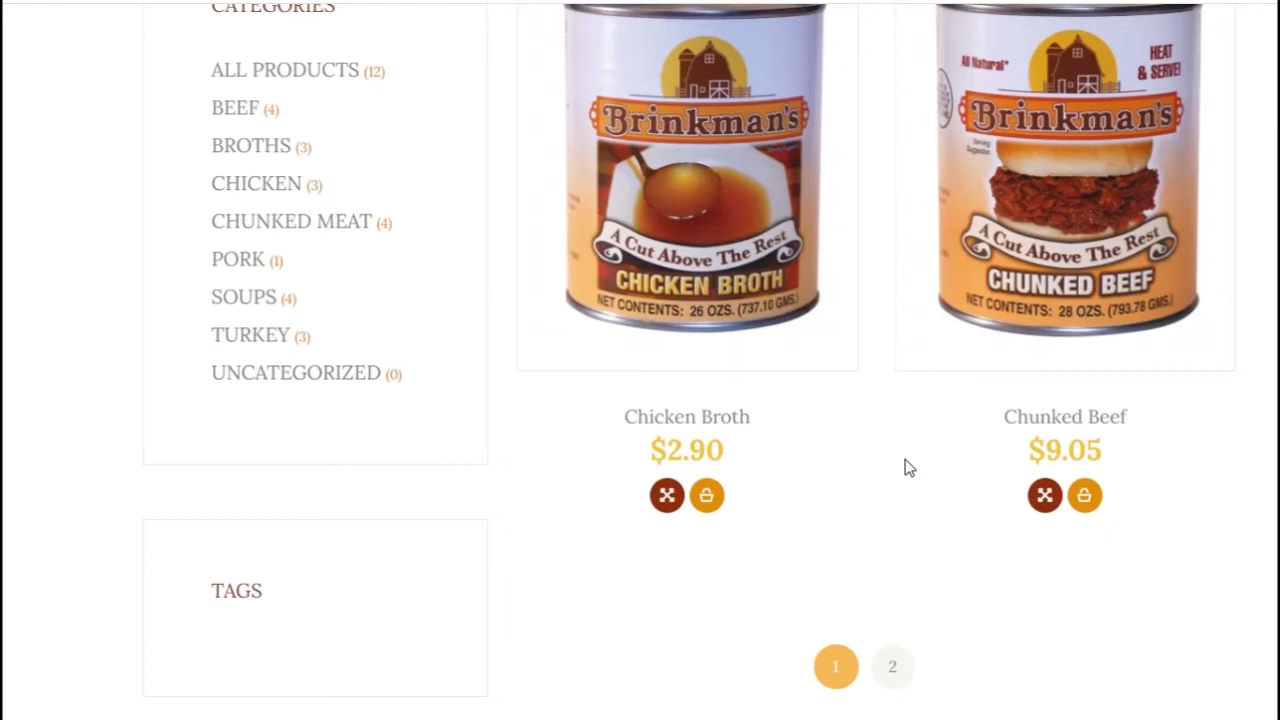 CATEGORIES
ALL PRODUCTS (12)
BEEF (4)
BROTHS (3)
CHICKEN (3)
CHUNKED MEAT (4)
PORK (1)
SOUPS (4)
TURKEY (3)
UNCATEGORIZED (0)
TAGS
Brinkman's
A Cut Above The Rest
CHICKEN BROTH
NET CONTENTS: 26 OZS. (737.10 GMS.)
Chicken Broth
$2.90
All Natural*
HEAT
& SERVE!
Brinkman's
Serving
Suggestion
A Cut Above The Rest
CHUNKED BEEF
NET CONTENTS: 28 OZS. (793.78 GMS.)
Chunked Beef
$9.05
1 2